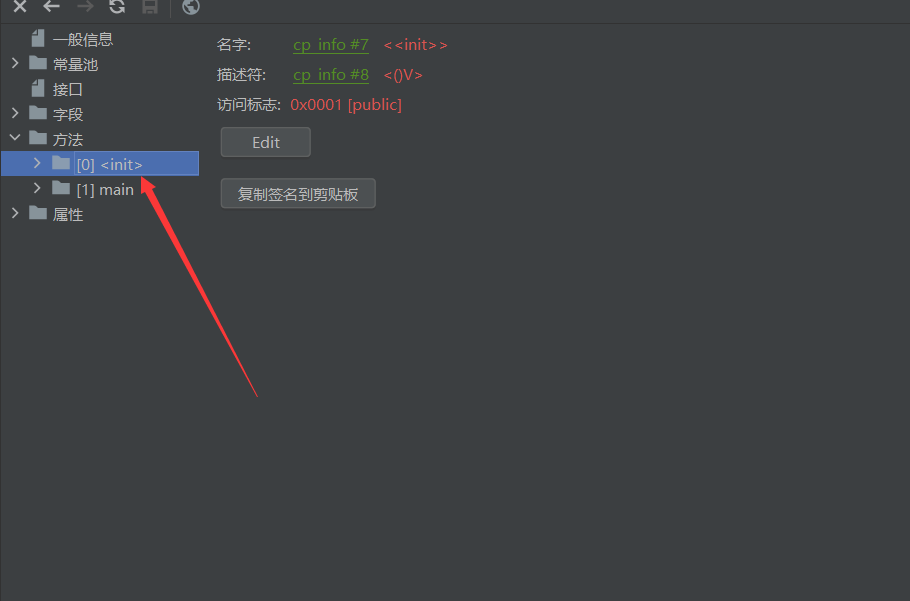 一般信息
常量池
接口
字段
方法
[0] <init>
[1] main
属性
名字: cp_info #7 <<init>>
描述符: cp_info #8 <()V>
访问标志: 0x0001 [public]
Edit
复制签名到剪贴板